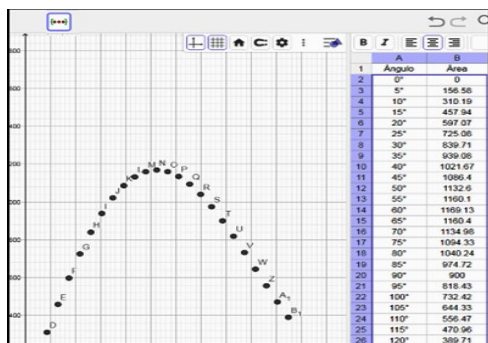 B I
A B
1 Ángulo Área
2 0° 0
3 5° 156.58
4 10° 310.19
5 15° 457.94
6 20° 597.07
7 25° 725.08
8 30° 839.71
9 35° 939.08
10 40° 1021.67
11 45° 1086.4
12 50° 1132.6
13 55° 1160.1
14 60° 1169.13
15 65° 1160.4
16 70° 1134.98
17 75° 1094.33
18 80° 1040.24
19 85° 974.72
20 90° 900
21 95° 818.43
22 100° 732.42
23 105° 644.33
24 110° 556.47
25 115° 470.96
26 120° 389.71
M N O P
K L Q
J R
I S
H T
G U
F V
E W
D Z
A₁
B₁